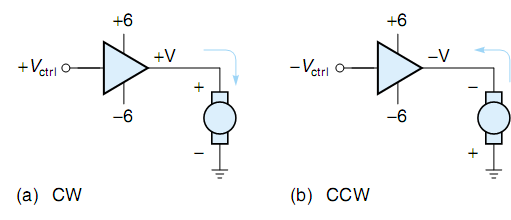 +6 +6
+Vctrl +V -Vctrl -V
+ -
-6 -6
- +
(a) CW (b) CCW